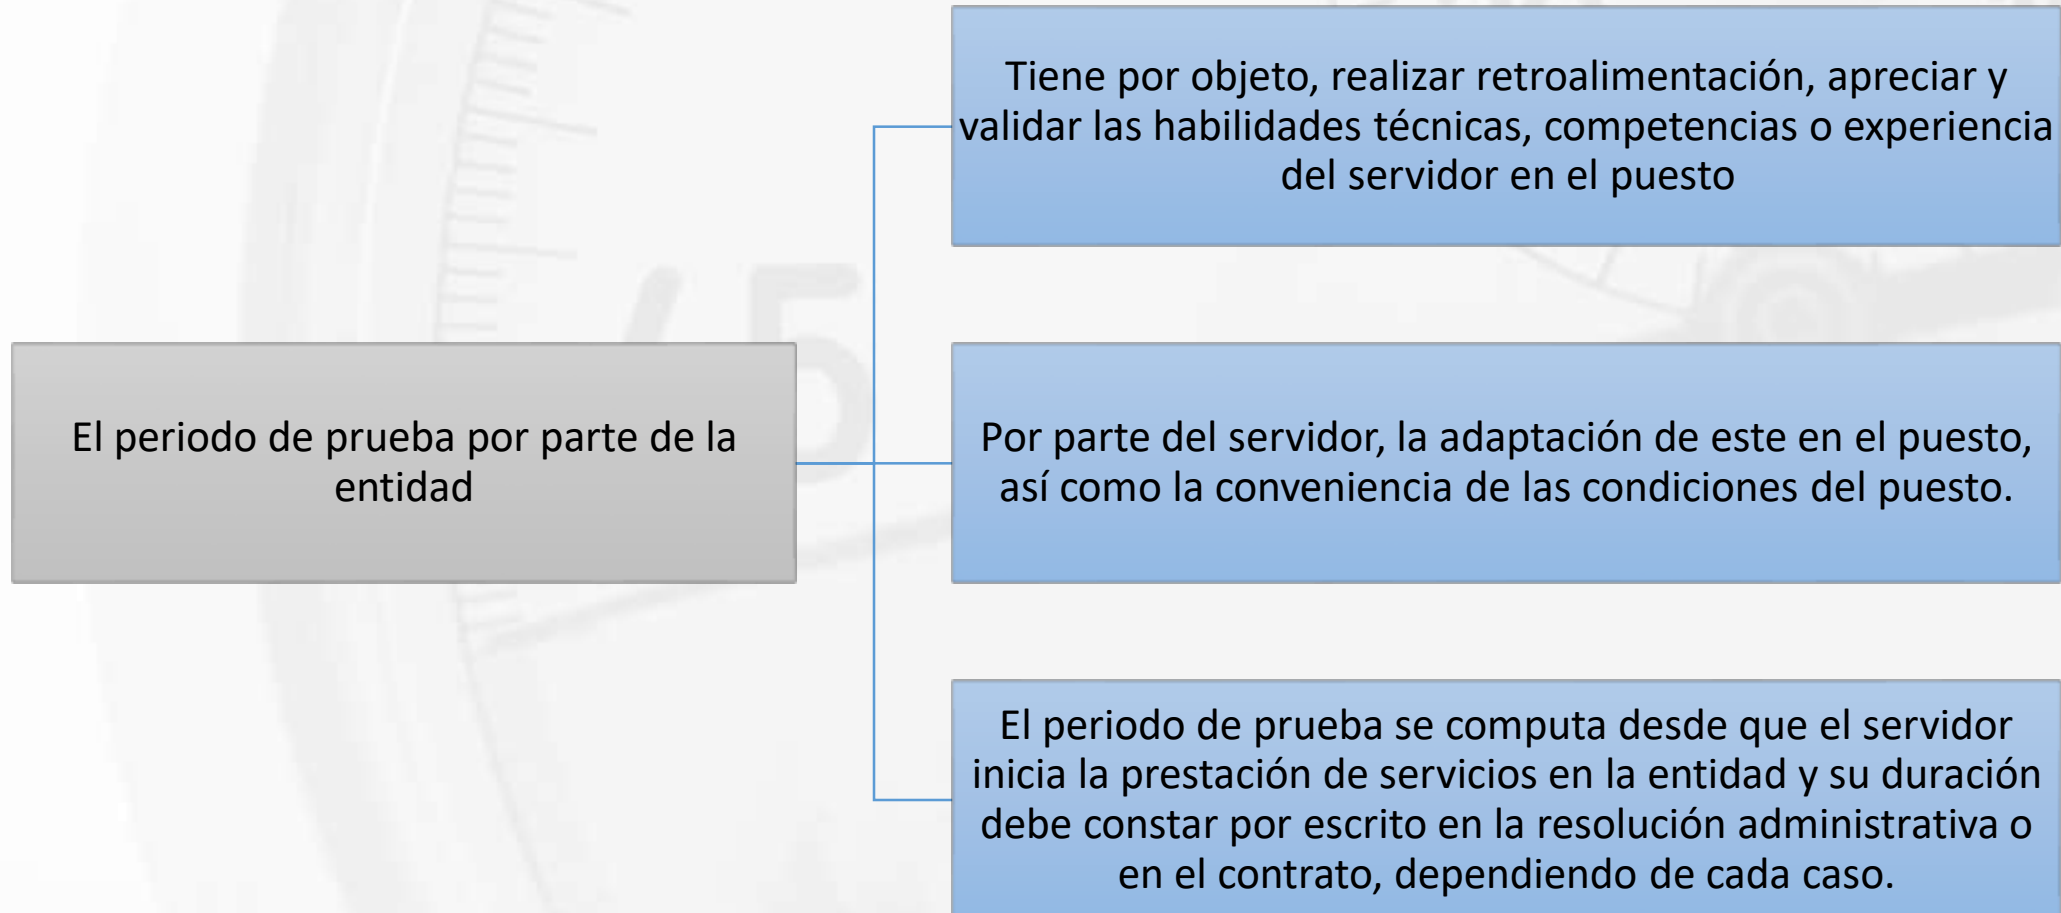 Tiene por objeto, realizar retroalimentación, apreciar y
validar las habilidades técnicas, competencias o experiencia
del servidor en el puesto
El periodo de prueba por parte de la
entidad
Por parte del servidor, la adaptación de este en el puesto,
así como la conveniencia de las condiciones del puesto.
El periodo de prueba se computa desde que el servidor
inicia la prestación de servicios en la entidad y su duración
debe constar por escrito en la resolución administrativa o
en el contrato, dependiendo de cada caso.